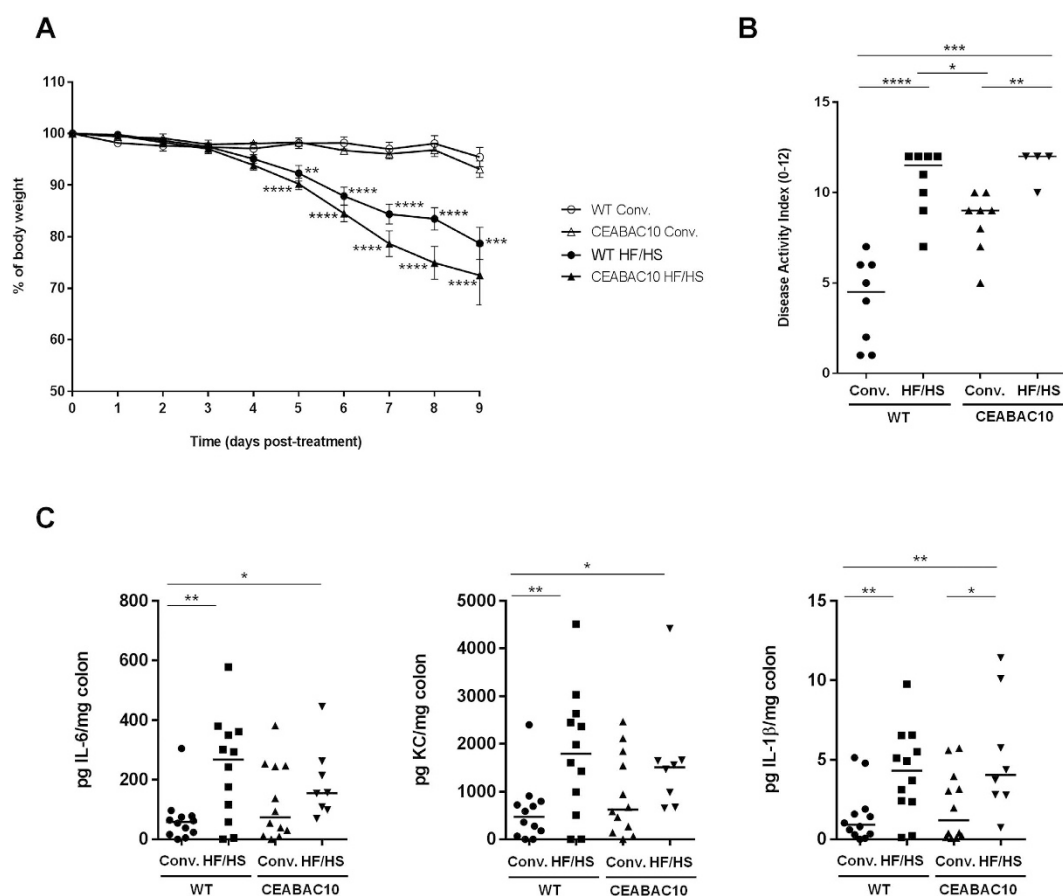 A
% of body weight
110
100
90
80
70
60
50
0 1 2 3 4 5 6 7 8 9
Time (days post-treatment)
** **** **** **** ***
**** **** **** **** ****
WT Conv.
CEABAC10 Conv.
WT HF/HS
CEABAC10 HF/HS
B
***
*
**** **
Disease Activity Index (0-12)
15
10
5
0
Conv. HF/HS Conv. HF/HS
WT CEABAC10
C
*
**
pg IL-6/mg colon
800
600
400
200
0
Conv. HF/HS Conv. HF/HS
WT CEABAC10
*
**
pg KC/mg colon
5000
4000
3000
2000
1000
0
Conv. HF/HS Conv. HF/HS
WT CEABAC10
**
** *
pg IL-1β/mg colon
15
10
5
0
Conv. HF/HS Conv. HF/HS
WT CEABAC10